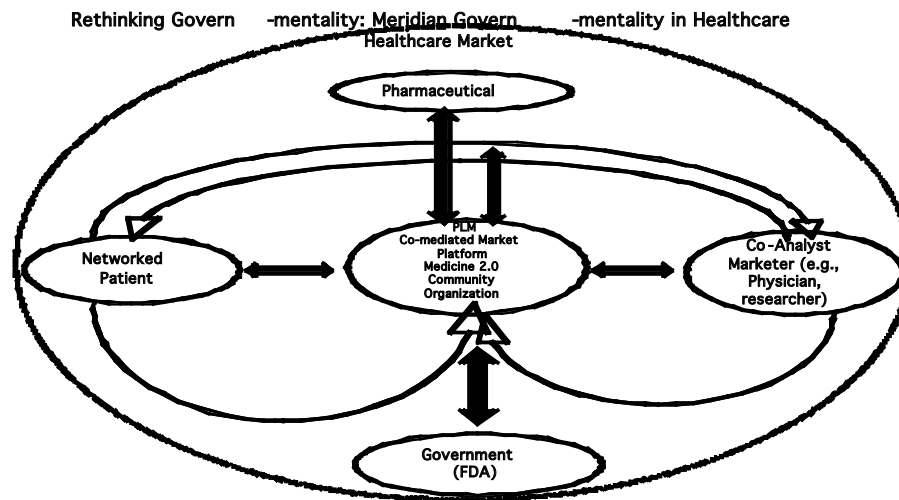 Rethinking Govern -mentality: Meridian Govern -mentality in Healthcare
Healthcare Market
Pharmaceutical
PLM
Co-mediated Market
Platform
Medicine 2.0
Community
Organization
Networked
Patient
Co-Analyst
Marketer (e.g.,
Physician,
researcher)
Government
(FDA)